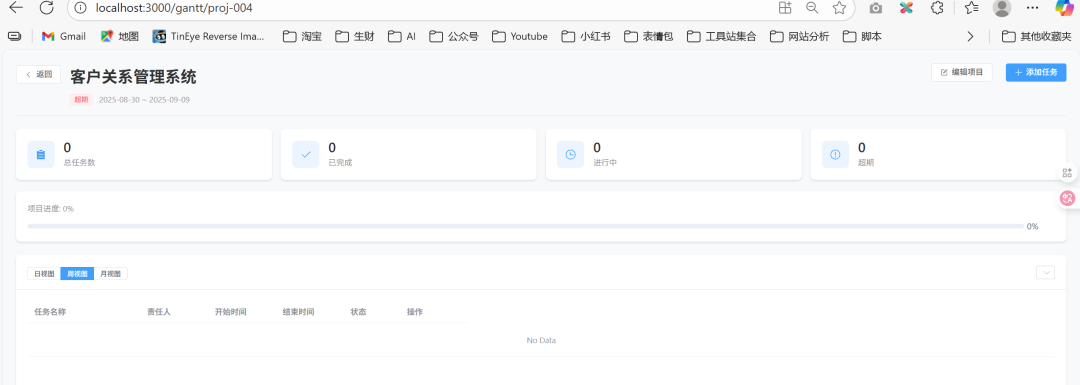 localhost:3000/gantt/proj-004
Gmail 地图 TinEye Reverse Ima... 淘宝 生财 AI 公众号 Youtube 小红书 表情包 工具站集合 网站分析 脚本 其他收藏夹
返回 客户关系管理系统 编辑项目 添加任务
超期 2025-08-30 ~ 2025-09-09
0 0 0 0
总任务数 已完成 进行中 超期
项目进度: 0%
0%
日视图 周视图 月视图
任务名称 责任人 开始时间 结束时间 状态 操作
No Data